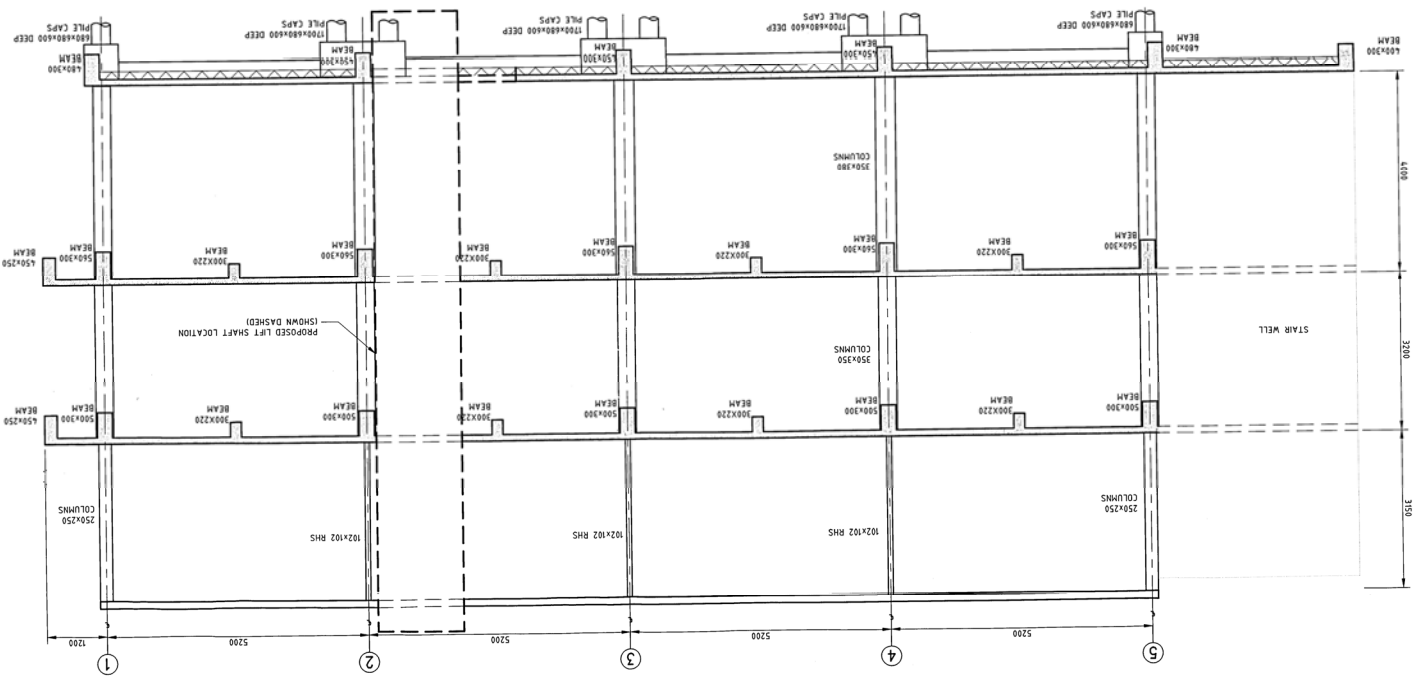 5
4
3
2
1
5200
5200
5200
5200
1200
3150
250x250
COLUMNS
102x102 RHS
102x102 RHS
102x102 RHS
250x250
COLUMNS
500x300
BEAM
300X220
BEAM
500x300
BEAM
300X220
BEAM
500x300
BEAM
300X220
BEAM
500x300
BEAM
300X220
BEAM
500x300
BEAM
450x250
BEAM
3200
STAIR WELL
350x350
COLUMNS
PROPOSED LIFT SHAFT LOCATION
(SHOWN DASHED)
560x300
BEAM
300X220
BEAM
560x300
BEAM
300X220
BEAM
560x300
BEAM
300X220
BEAM
560x300
BEAM
300X220
BEAM
560x300
BEAM
450x250
BEAM
4000
350x380
COLUMNS
400x300
BEAM
480x300
BEAM
450x300
BEAM
450x300
BEAM
450x300
BEAM
480x300
BEAM
680x680x600 DEEP
PILE CAPS
1700x680x600 DEEP
PILE CAPS
1700x680x600 DEEP
PILE CAPS
1700x680x600 DEEP
PILE CAPS
680x680x600 DEEP
PILE CAPS